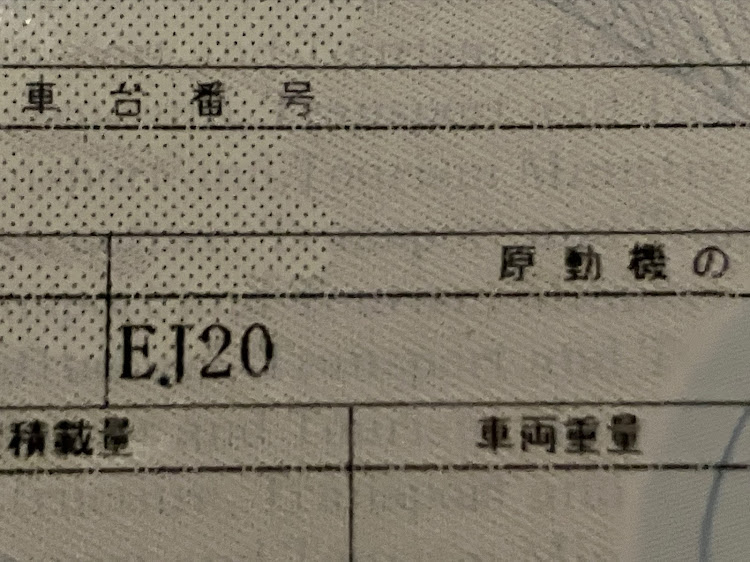 車台番号
原動機の
EJ20
積載量
車両重量